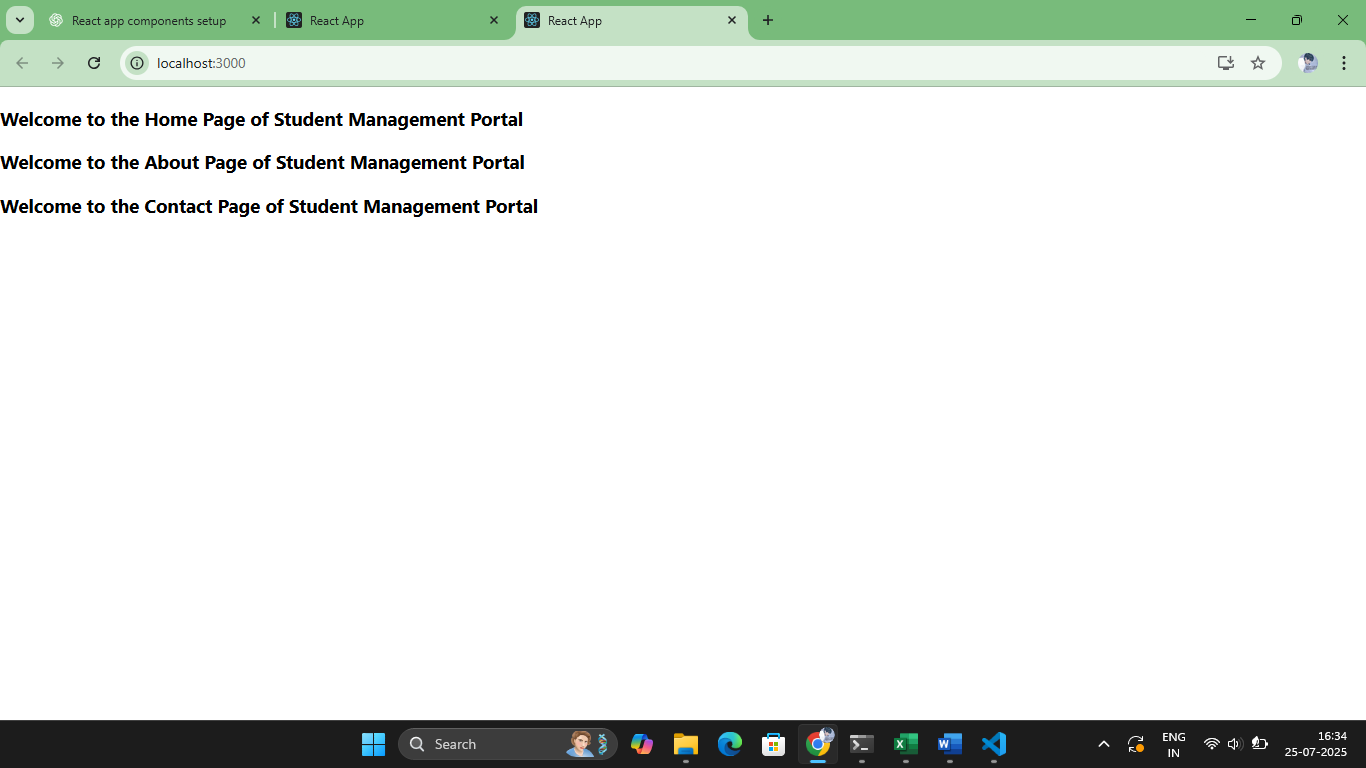 React app components setup
React App
React App
localhost:3000
Welcome to the Home Page of Student Management Portal
Welcome to the About Page of Student Management Portal
Welcome to the Contact Page of Student Management Portal
Search
ENG
IN
16:34
25-07-2025